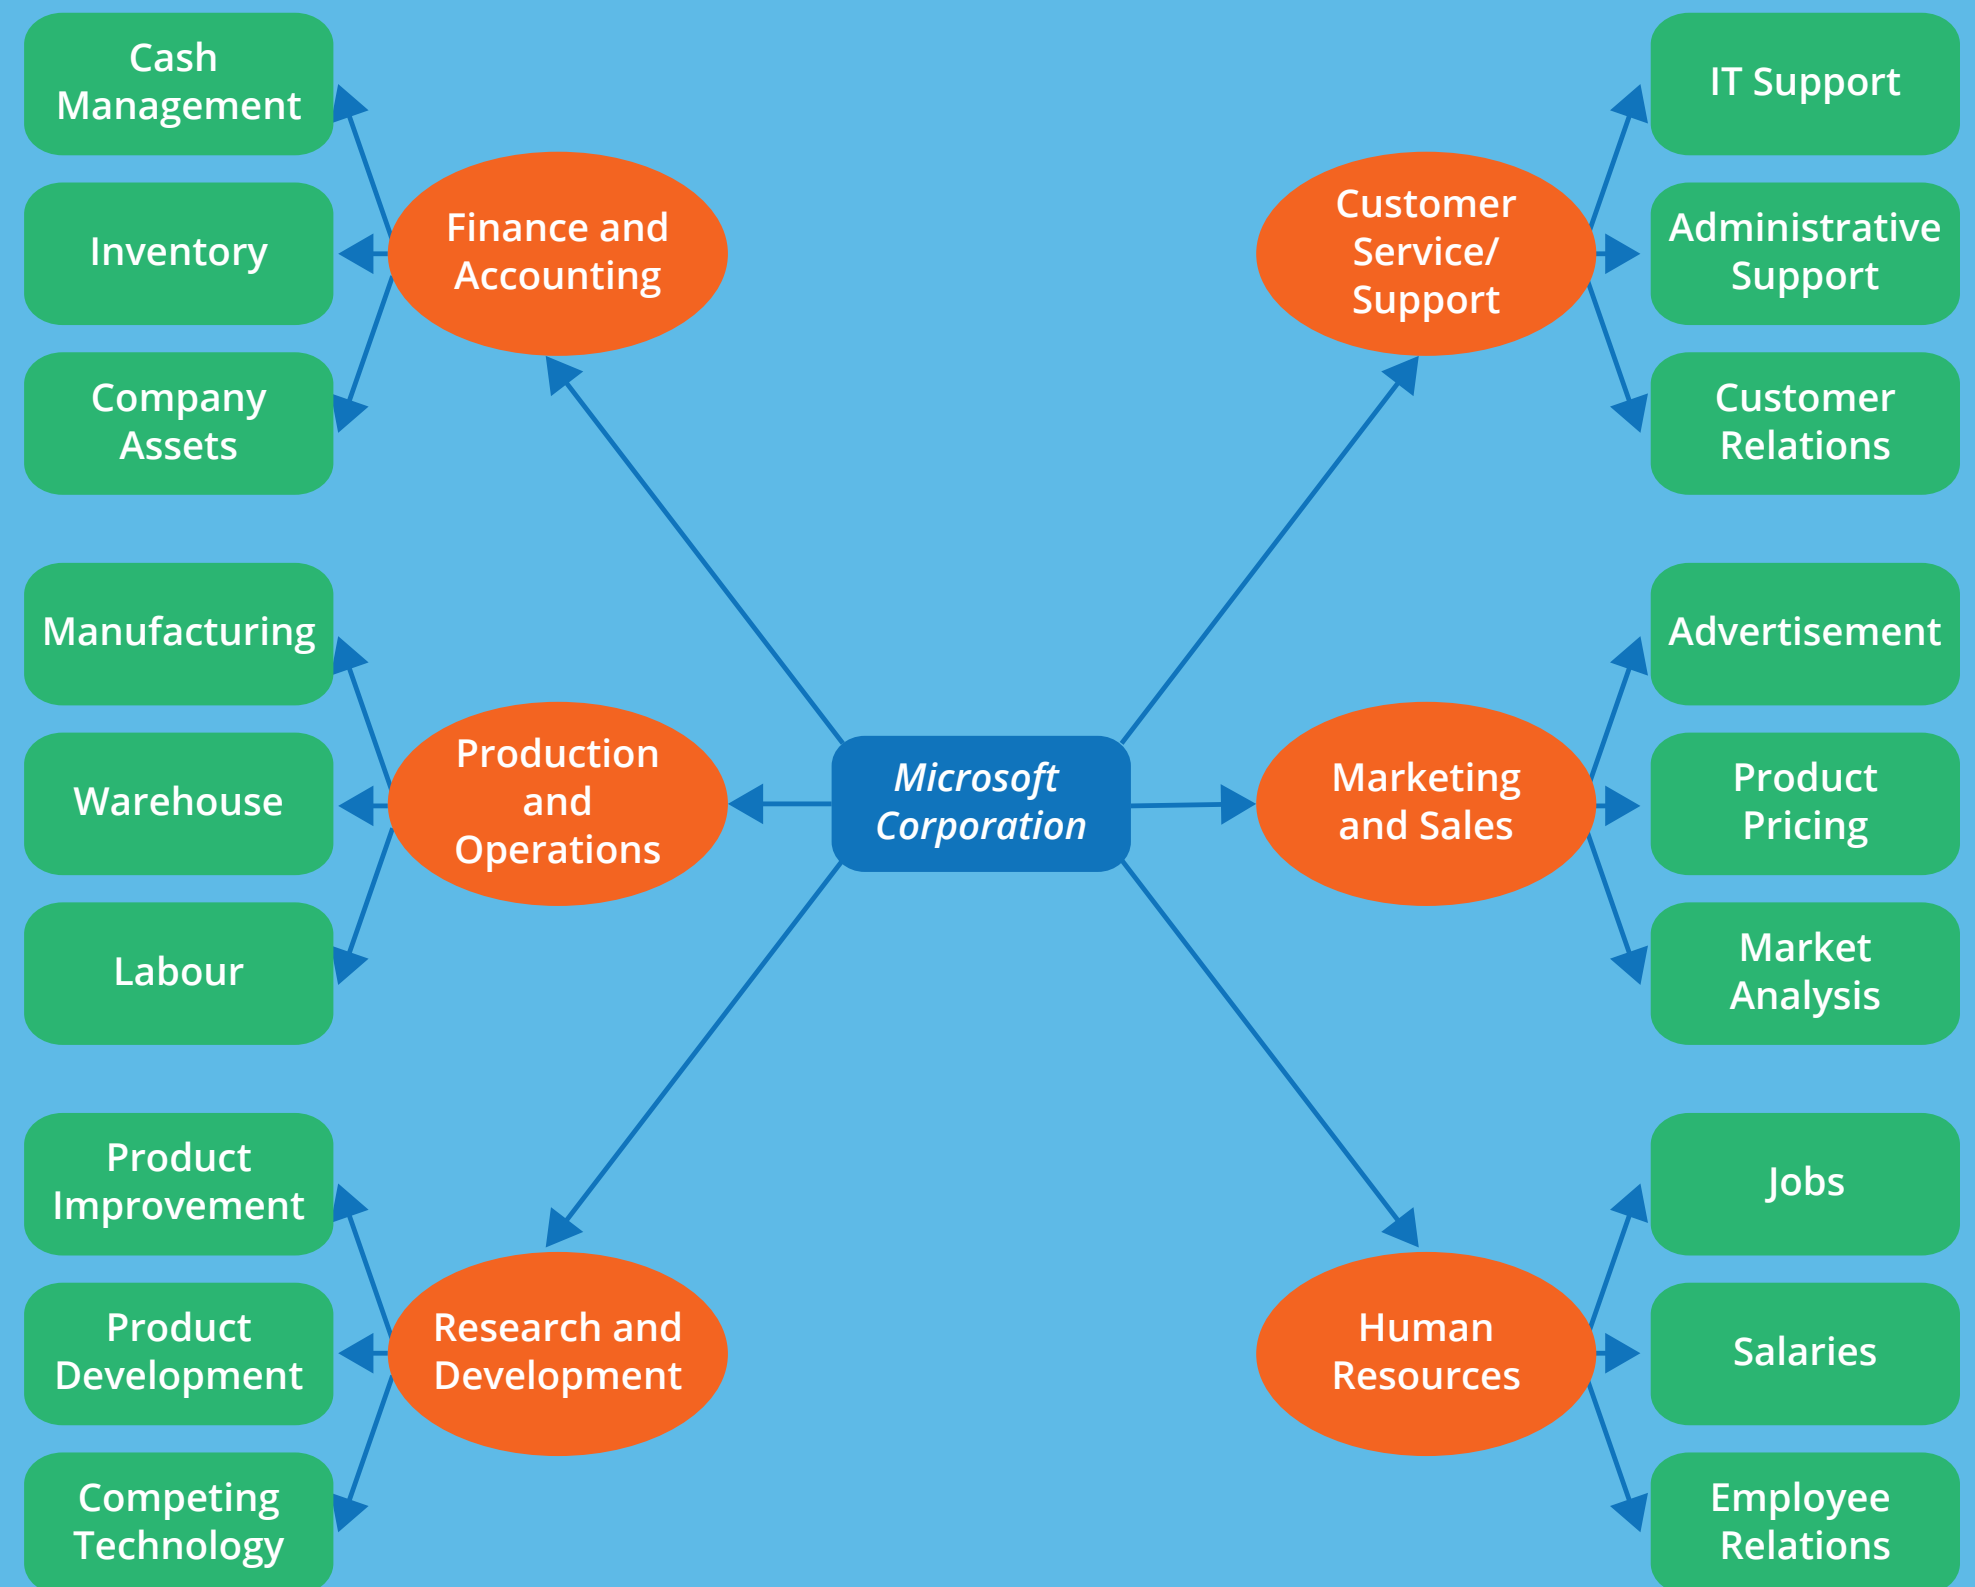 Cash
Management
Inventory
Company
Assets
Finance and
Accounting
Customer
Service/
Support
IT Support
Administrative
Support
Customer
Relations
Manufacturing
Warehouse
Labour
Production
and
Operations
Microsoft
Corporation
Marketing
and Sales
Advertisement
Product
Pricing
Market
Analysis
Product
Improvement
Product
Development
Competing
Technology
Research and
Development
Human
Resources
Jobs
Salaries
Employee
Relations